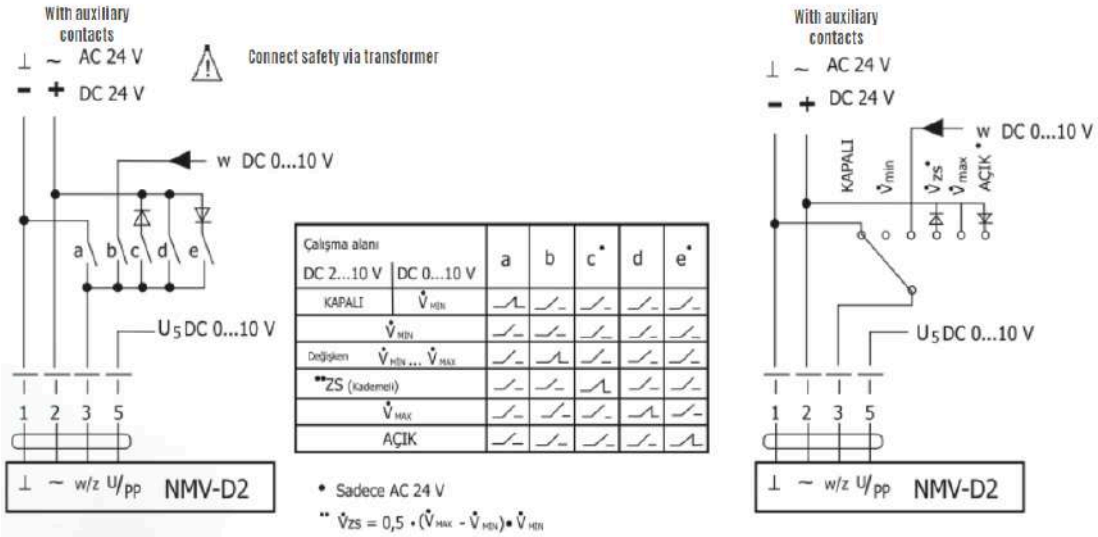 With auxiliary
contacts
⊥ ~ AC 24 V
− + DC 24 V
Connect safety via transformer
w DC 0...10 V
a b c d e
U5 DC 0...10 V
1 2 3 5
⊥ ~ w/z U/PP NMV-D2
Çalışma alanı
DC 2...10 V DC 0...10 V a b c• d e•
KAPALI V̇ MIN
V̇ MIN
Değişken V̇ MIN ... V̇ MAX
••ZS (Kademeli)
V̇ MAX
AÇIK
• Sadece AC 24 V
•• V̇zs = 0,5 • (V̇ MAX - V̇ MIN)• V̇ MIN
With auxiliary
contacts
⊥ ~ AC 24 V
− + DC 24 V
w DC 0...10 V
KAPALI
V̇min
V̇zs•
V̇max
AÇIK•
U5 DC 0...10 V
1 2 3 5
⊥ ~ w/z U/PP NMV-D2